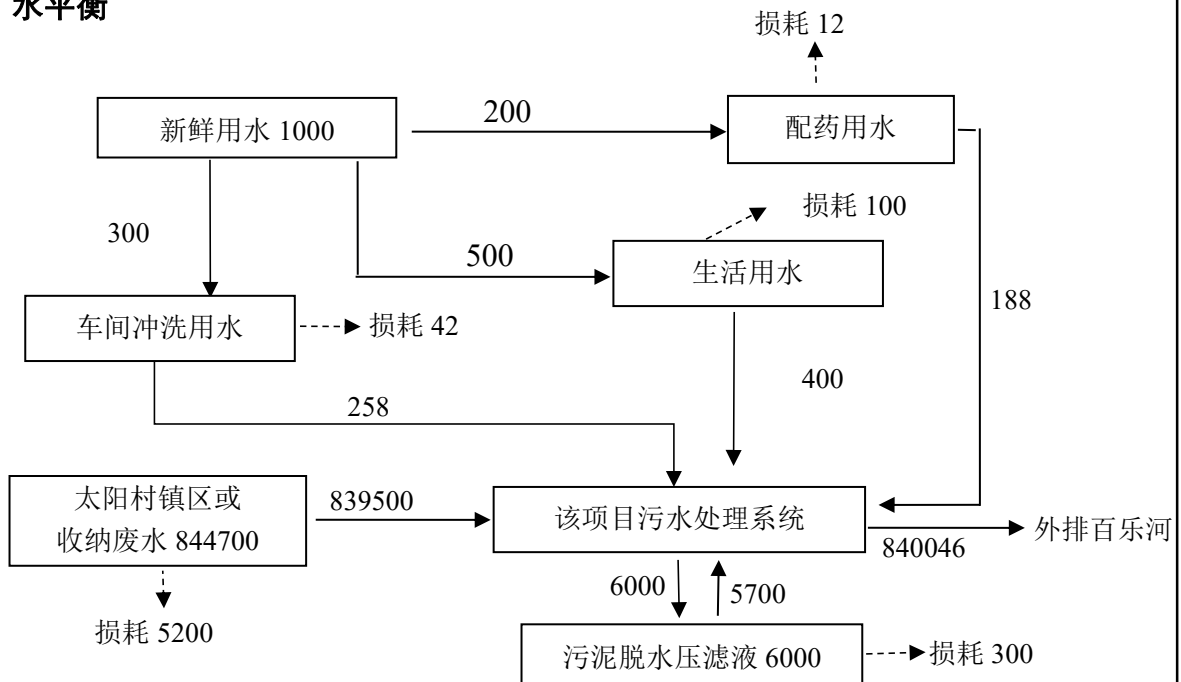 水平衡
损耗 12
新鲜用水 1000
200
配药用水
损耗 100
300
500
生活用水
188
车间冲洗用水
损耗 42
400
258
太阳村镇区或
收纳废水 844700
839500
该项目污水处理系统
840046
外排百乐河
6000
5700
损耗 5200
污泥脱水压滤液 6000
损耗 300